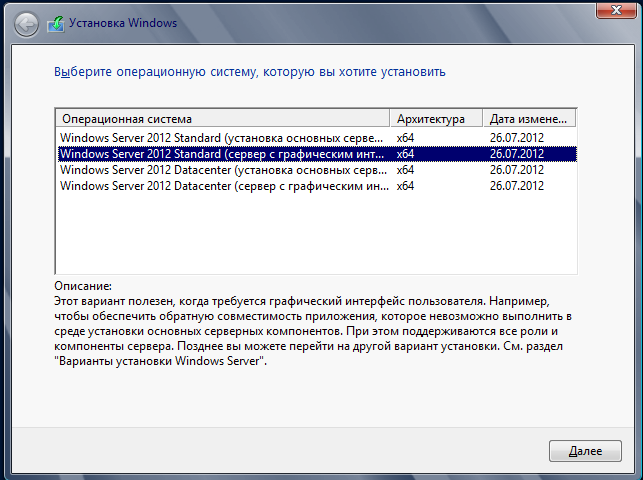 Установка Windows
Выберите операционную систему, которую вы хотите установить
Операционная система Архитектура Дата измене...
Windows Server 2012 Standard (установка основных серве... x64 26.07.2012
Windows Server 2012 Standard (сервер с графическим инт... x64 26.07.2012
Windows Server 2012 Datacenter (установка основных серв... x64 26.07.2012
Windows Server 2012 Datacenter (сервер с графическим ин... x64 26.07.2012
Описание:
Этот вариант полезен, когда требуется графический интерфейс пользователя. Например,
чтобы обеспечить обратную совместимость приложения, которое невозможно выполнить в
среде установки основных серверных компонентов. При этом поддерживаются все роли и
компоненты сервера. Позднее вы можете перейти на другой вариант установки. См. раздел
"Варианты установки Windows Server".
Далее